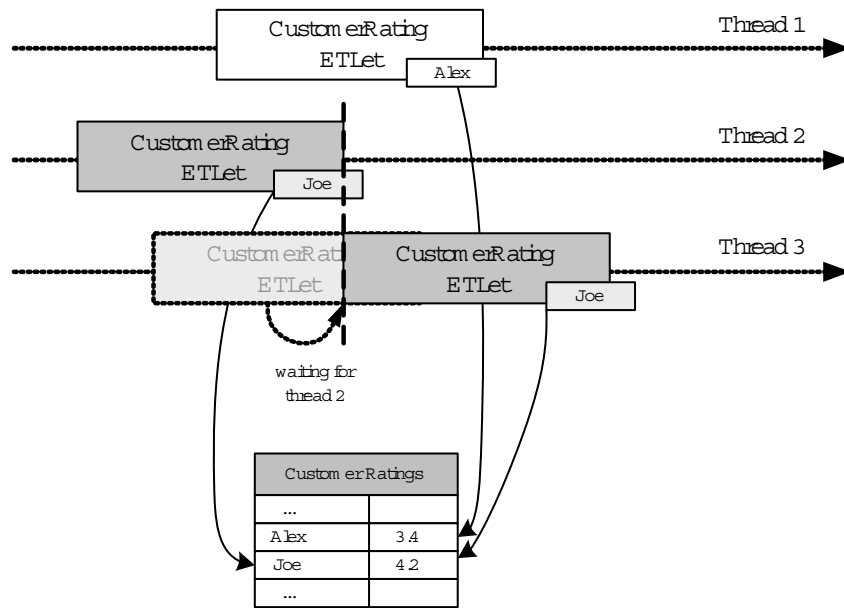 CustomerRating
ETLet
Alex
Thread 1
CustomerRating
ETLet
Joe
Thread 2
CustomerRati
ETLet
CustomerRating
ETLet
Joe
Thread 3
waiting for
thread 2
CustomerRatings
...
Alex 3.4
Joe 4.2
...